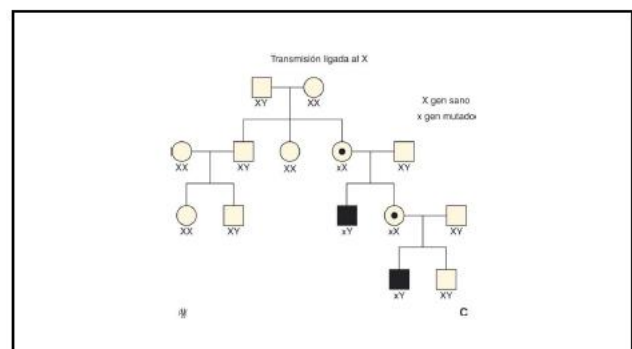 Transmisión ligada al X
XY XX
X gen sano
x gen mutado
XX XY XX xX XY
XX XY xY xX XY
xY XY
C